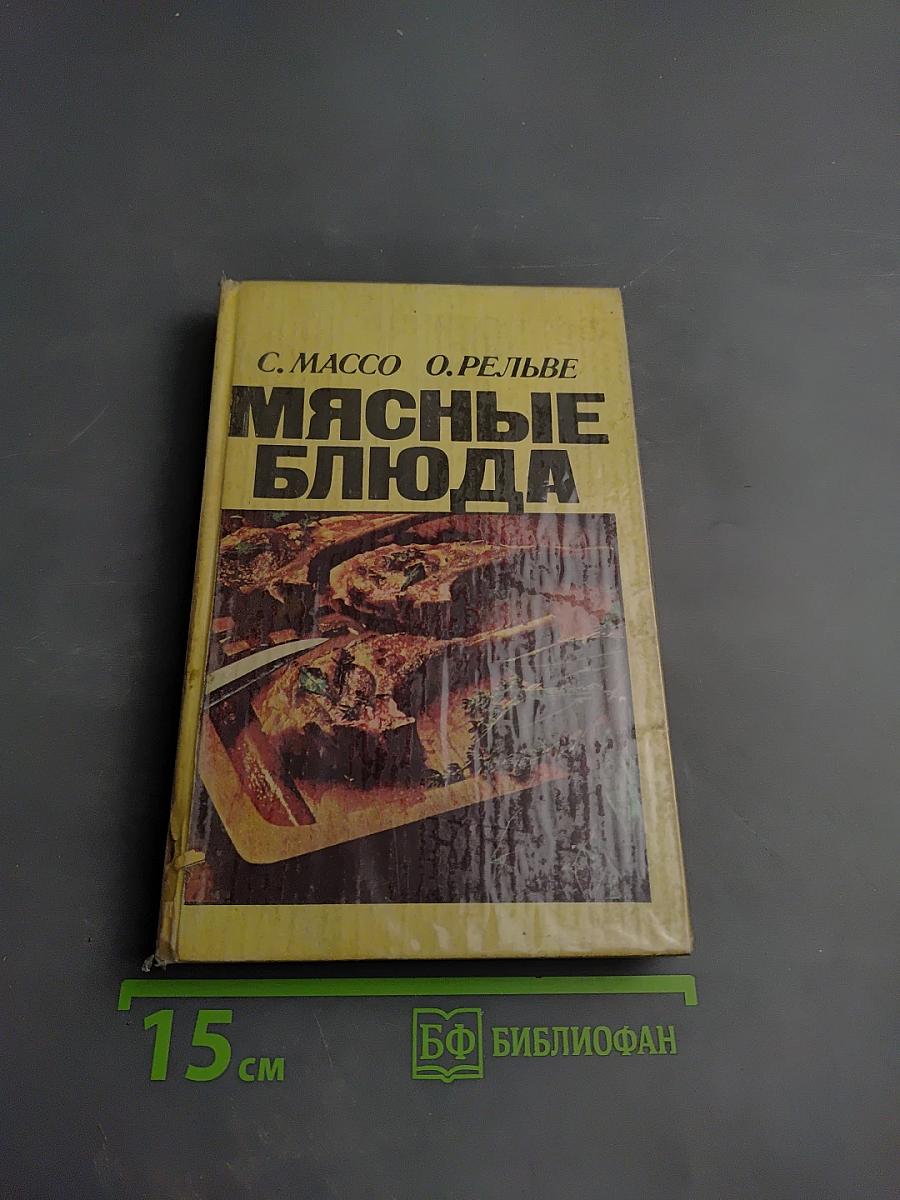 С. МАССО О. РЕЛЬВЕ
МЯСНЫЕ
БЛЮДА
15 см
БФ БИБЛИОФАН